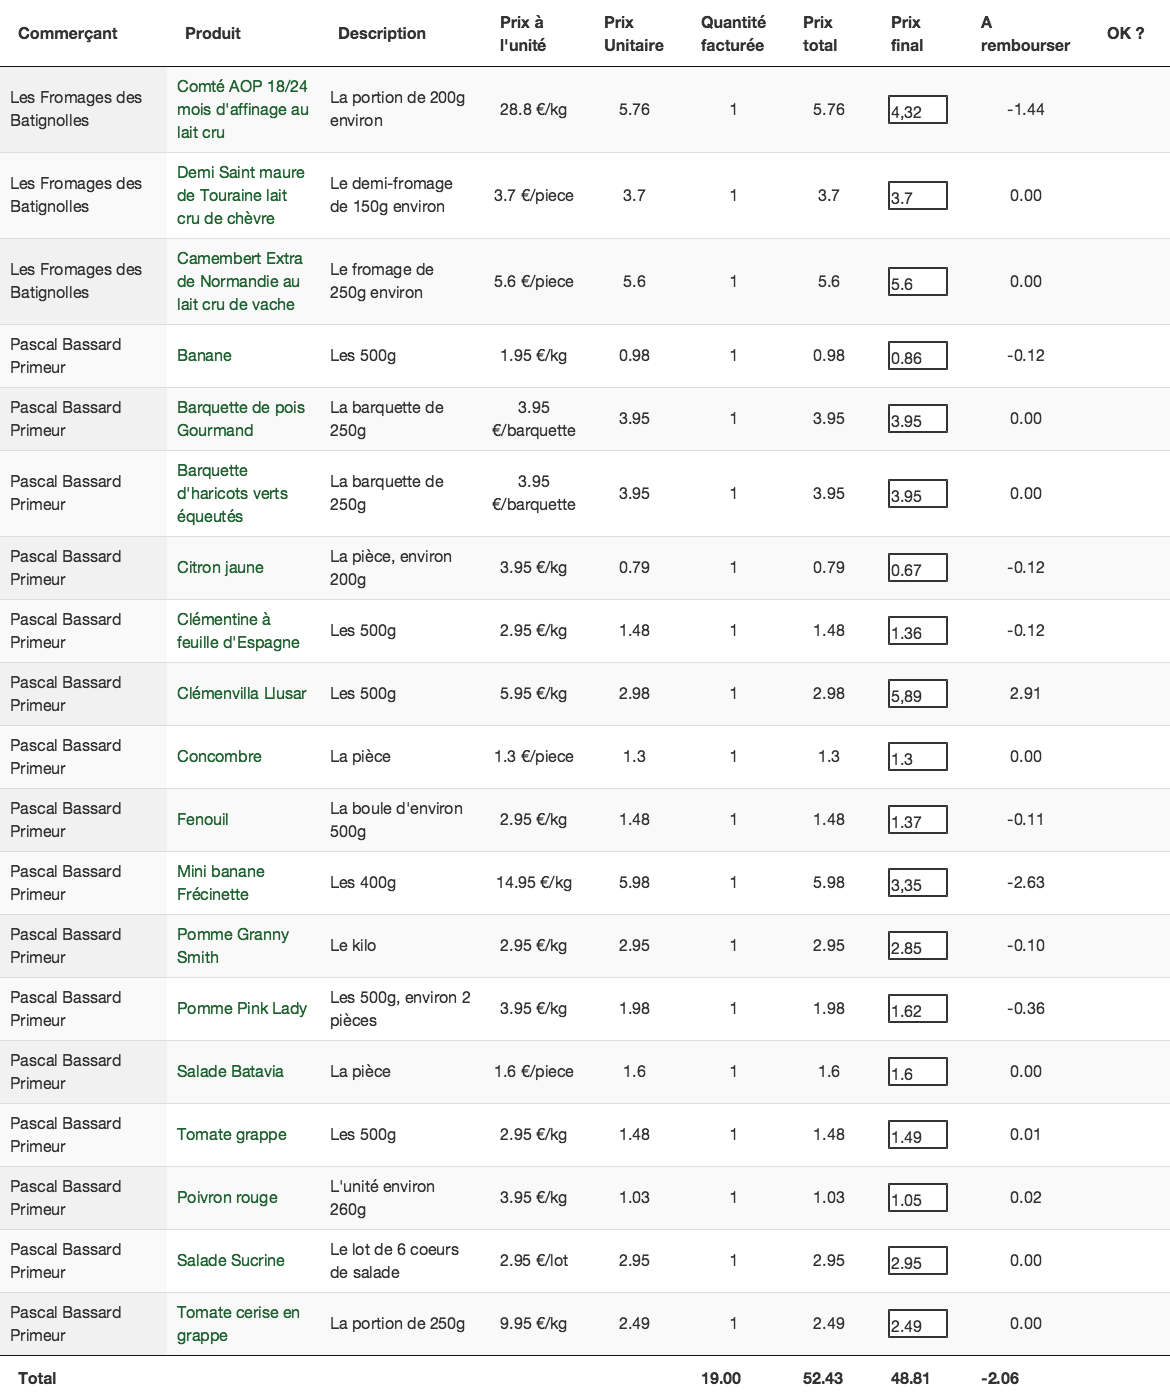 Commerçant Produit Description Prix à l'unité Prix Unitaire Quantité facturée Prix total Prix final A rembourser OK ?
Les Fromages des Batignolles Comté AOP 18/24 mois d'affinage au lait cru La portion de 200g environ 28.8 €/kg 5.76 1 5.76 4,32 -1.44
Les Fromages des Batignolles Demi Saint maure de Touraine lait cru de chèvre Le demi-fromage de 150g environ 3.7 €/piece 3.7 1 3.7 3.7 0.00
Les Fromages des Batignolles Camembert Extra de Normandie au lait cru de vache Le fromage de 250g environ 5.6 €/piece 5.6 1 5.6 5.6 0.00
Pascal Bassard Primeur Banane Les 500g 1.95 €/kg 0.98 1 0.98 0.86 -0.12
Pascal Bassard Primeur Barquette de pois Gourmand La barquette de 250g 3.95 €/barquette 3.95 1 3.95 3.95 0.00
Pascal Bassard Primeur Barquette d'haricots verts équeutés La barquette de 250g 3.95 €/barquette 3.95 1 3.95 3.95 0.00
Pascal Bassard Primeur Citron jaune La pièce, environ 200g 3.95 €/kg 0.79 1 0.79 0.67 -0.12
Pascal Bassard Primeur Clémentine à feuille d'Espagne Les 500g 2.95 €/kg 1.48 1 1.48 1.36 -0.12
Pascal Bassard Primeur Clémenvilla Llusar Les 500g 5.95 €/kg 2.98 1 2.98 5,89 2.91
Pascal Bassard Primeur Concombre La pièce 1.3 €/piece 1.3 1 1.3 1.3 0.00
Pascal Bassard Primeur Fenouil La boule d'environ 500g 2.95 €/kg 1.48 1 1.48 1.37 -0.11
Pascal Bassard Primeur Mini banane Frécinette Les 400g 14.95 €/kg 5.98 1 5.98 3,35 -2.63
Pascal Bassard Primeur Pomme Granny Smith Le kilo 2.95 €/kg 2.95 1 2.95 2.85 -0.10
Pascal Bassard Primeur Pomme Pink Lady Les 500g, environ 2 pièces 3.95 €/kg 1.98 1 1.98 1.62 -0.36
Pascal Bassard Primeur Salade Batavia La pièce 1.6 €/piece 1.6 1 1.6 1.6 0.00
Pascal Bassard Primeur Tomate grappe Les 500g 2.95 €/kg 1.48 1 1.48 1.49 0.01
Pascal Bassard Primeur Poivron rouge L'unité environ 260g 3.95 €/kg 1.03 1 1.03 1.05 0.02
Pascal Bassard Primeur Salade Sucrine Le lot de 6 coeurs de salade 2.95 €/lot 2.95 1 2.95 2.95 0.00
Pascal Bassard Primeur Tomate cerise en grappe La portion de 250g 9.95 €/kg 2.49 1 2.49 2.49 0.00
Total 19.00 52.43 48.81 -2.06